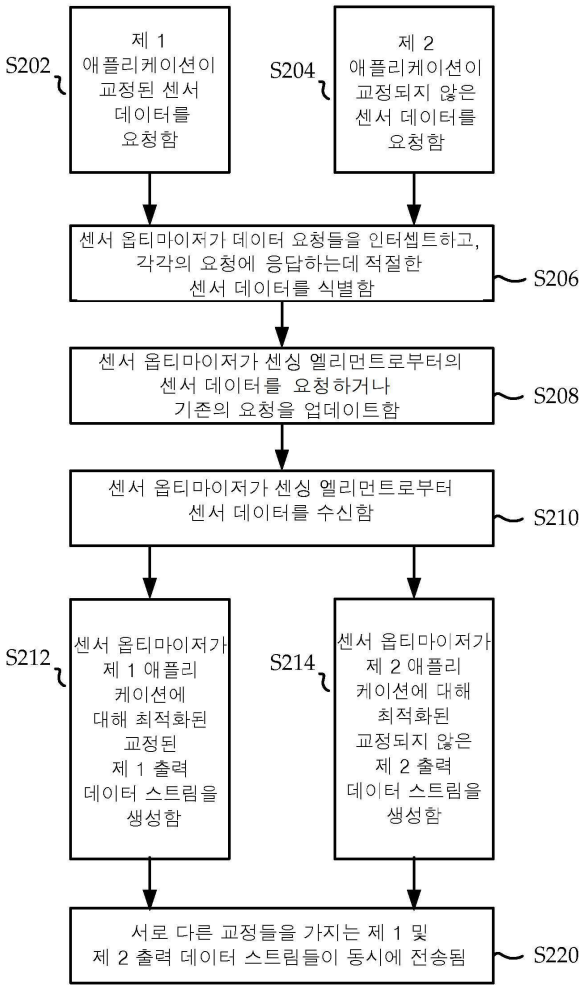 S202
제 1
애플리케이션이
교정된 센서
데이터를
요청함
S204
제 2
애플리케이션이
교정되지 않은
센서 데이터를
요청함
센서 옵티마이저가 데이터 요청들을 인터셉트하고,
각각의 요청에 응답하는데 적절한
센서 데이터를 식별함
S206
센서 옵티마이저가 센싱 엘리먼트로부터의
센서 데이터를 요청하거나
기존의 요청을 업데이트함
S208
센서 옵티마이저가 센싱 엘리먼트로부터
센서 데이터를 수신함
S210
S212
센서 옵티마이저가
제 1 애플리
케이션에
대해 최적화된
교정된
제 1 출력
데이터 스트림을
생성함
S214
센서 옵티마이저가
제 2 애플리
케이션에 대해
최적화된
교정되지 않은
제 2 출력
데이터 스트림을
생성함
서로 다른 교정들을 가지는 제 1 및
제 2 출력 데이터 스트림들이 동시에 전송됨
S220